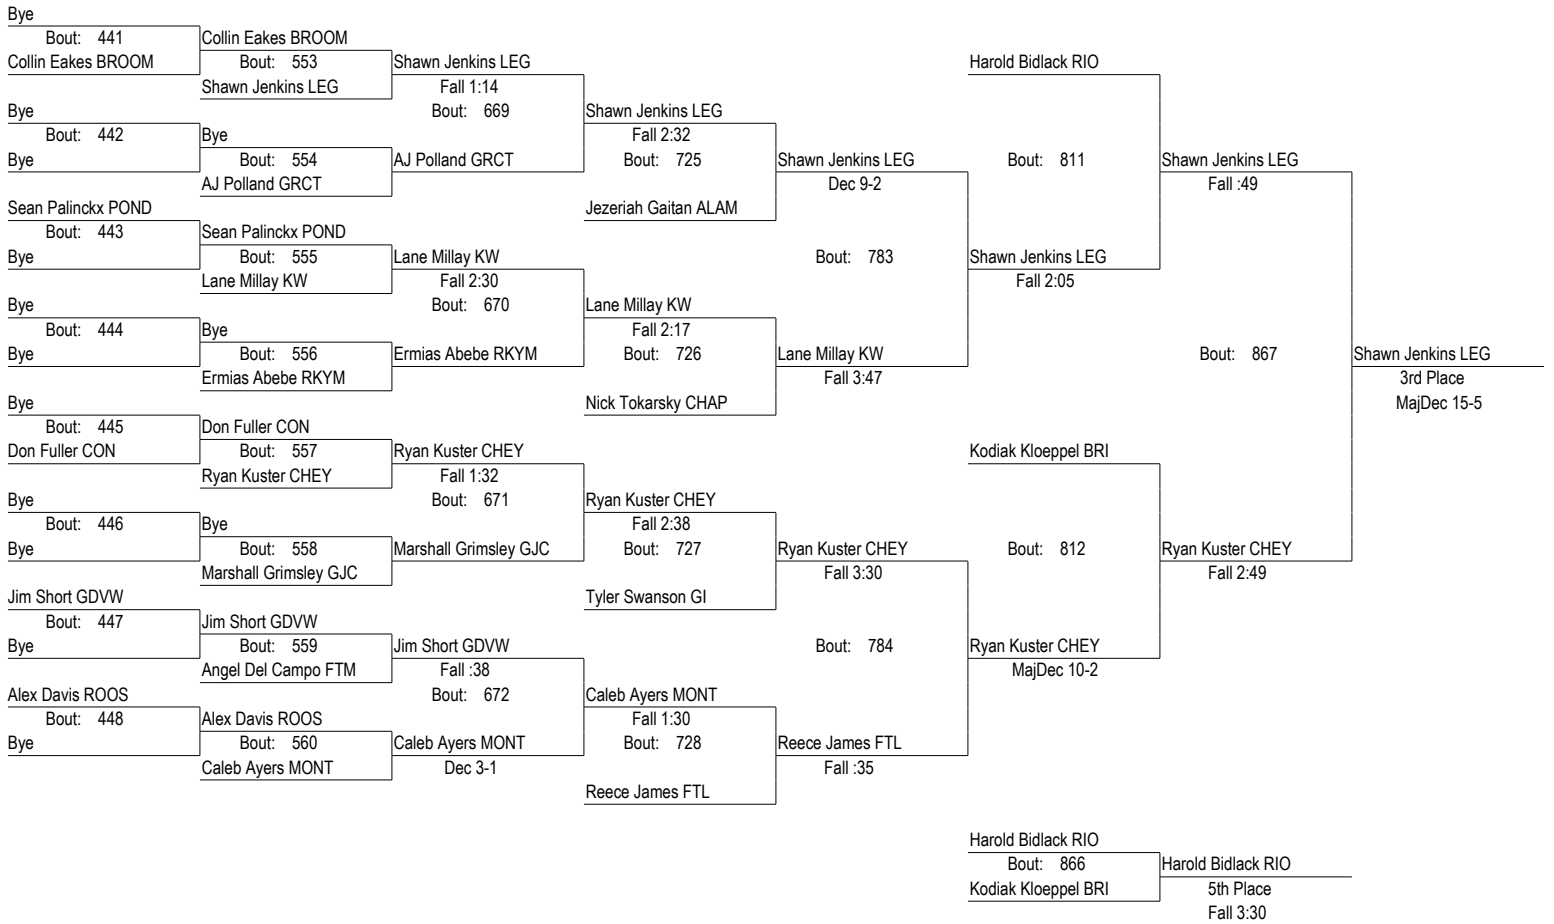 Bye
Bout: 441
Collin Eakes BROOM
Collin Eakes BROOM
Bout: 553
Shawn Jenkins LEG
Shawn Jenkins LEG
Fall 1:14
Bout: 669
Harold Bidlack RIO
Bye
Bout: 442
Bye
Bye
Bout: 554
AJ Polland GRCT
AJ Polland GRCT
Shawn Jenkins LEG
Fall 2:32
Bout: 725
Jezeriah Gaitan ALAM
Shawn Jenkins LEG
Dec 9-2
Bout: 811
Shawn Jenkins LEG
Fall :49
Sean Palinckx POND
Bout: 443
Bye
Sean Palinckx POND
Bout: 555
Lane Millay KW
Lane Millay KW
Fall 2:30
Bout: 670
Bout: 783
Shawn Jenkins LEG
Fall 2:05
Bye
Bout: 444
Bye
Bye
Bout: 556
Ermias Abebe RKYM
Ermias Abebe RKYM
Lane Millay KW
Fall 2:17
Bout: 726
Nick Tokarsky CHAP
Lane Millay KW
Fall 3:47
Bout: 867
Shawn Jenkins LEG
3rd Place
MajDec 15-5
Bye
Bout: 445
Don Fuller CON
Don Fuller CON
Bout: 557
Ryan Kuster CHEY
Ryan Kuster CHEY
Fall 1:32
Bout: 671
Kodiak Kloeppel BRI
Bye
Bout: 446
Bye
Bye
Bout: 558
Marshall Grimsley GJC
Marshall Grimsley GJC
Ryan Kuster CHEY
Fall 2:38
Bout: 727
Tyler Swanson GI
Ryan Kuster CHEY
Fall 3:30
Bout: 812
Ryan Kuster CHEY
Fall 2:49
Jim Short GDVW
Bout: 447
Bye
Jim Short GDVW
Bout: 559
Angel Del Campo FTM
Jim Short GDVW
Fall :38
Bout: 672
Bout: 784
Ryan Kuster CHEY
MajDec 10-2
Alex Davis ROOS
Bout: 448
Bye
Alex Davis ROOS
Bout: 560
Caleb Ayers MONT
Caleb Ayers MONT
Dec 3-1
Caleb Ayers MONT
Fall 1:30
Bout: 728
Reece James FTL
Reece James FTL
Fall :35
Harold Bidlack RIO
Bout: 866
Kodiak Kloeppel BRI
Harold Bidlack RIO
5th Place
Fall 3:30